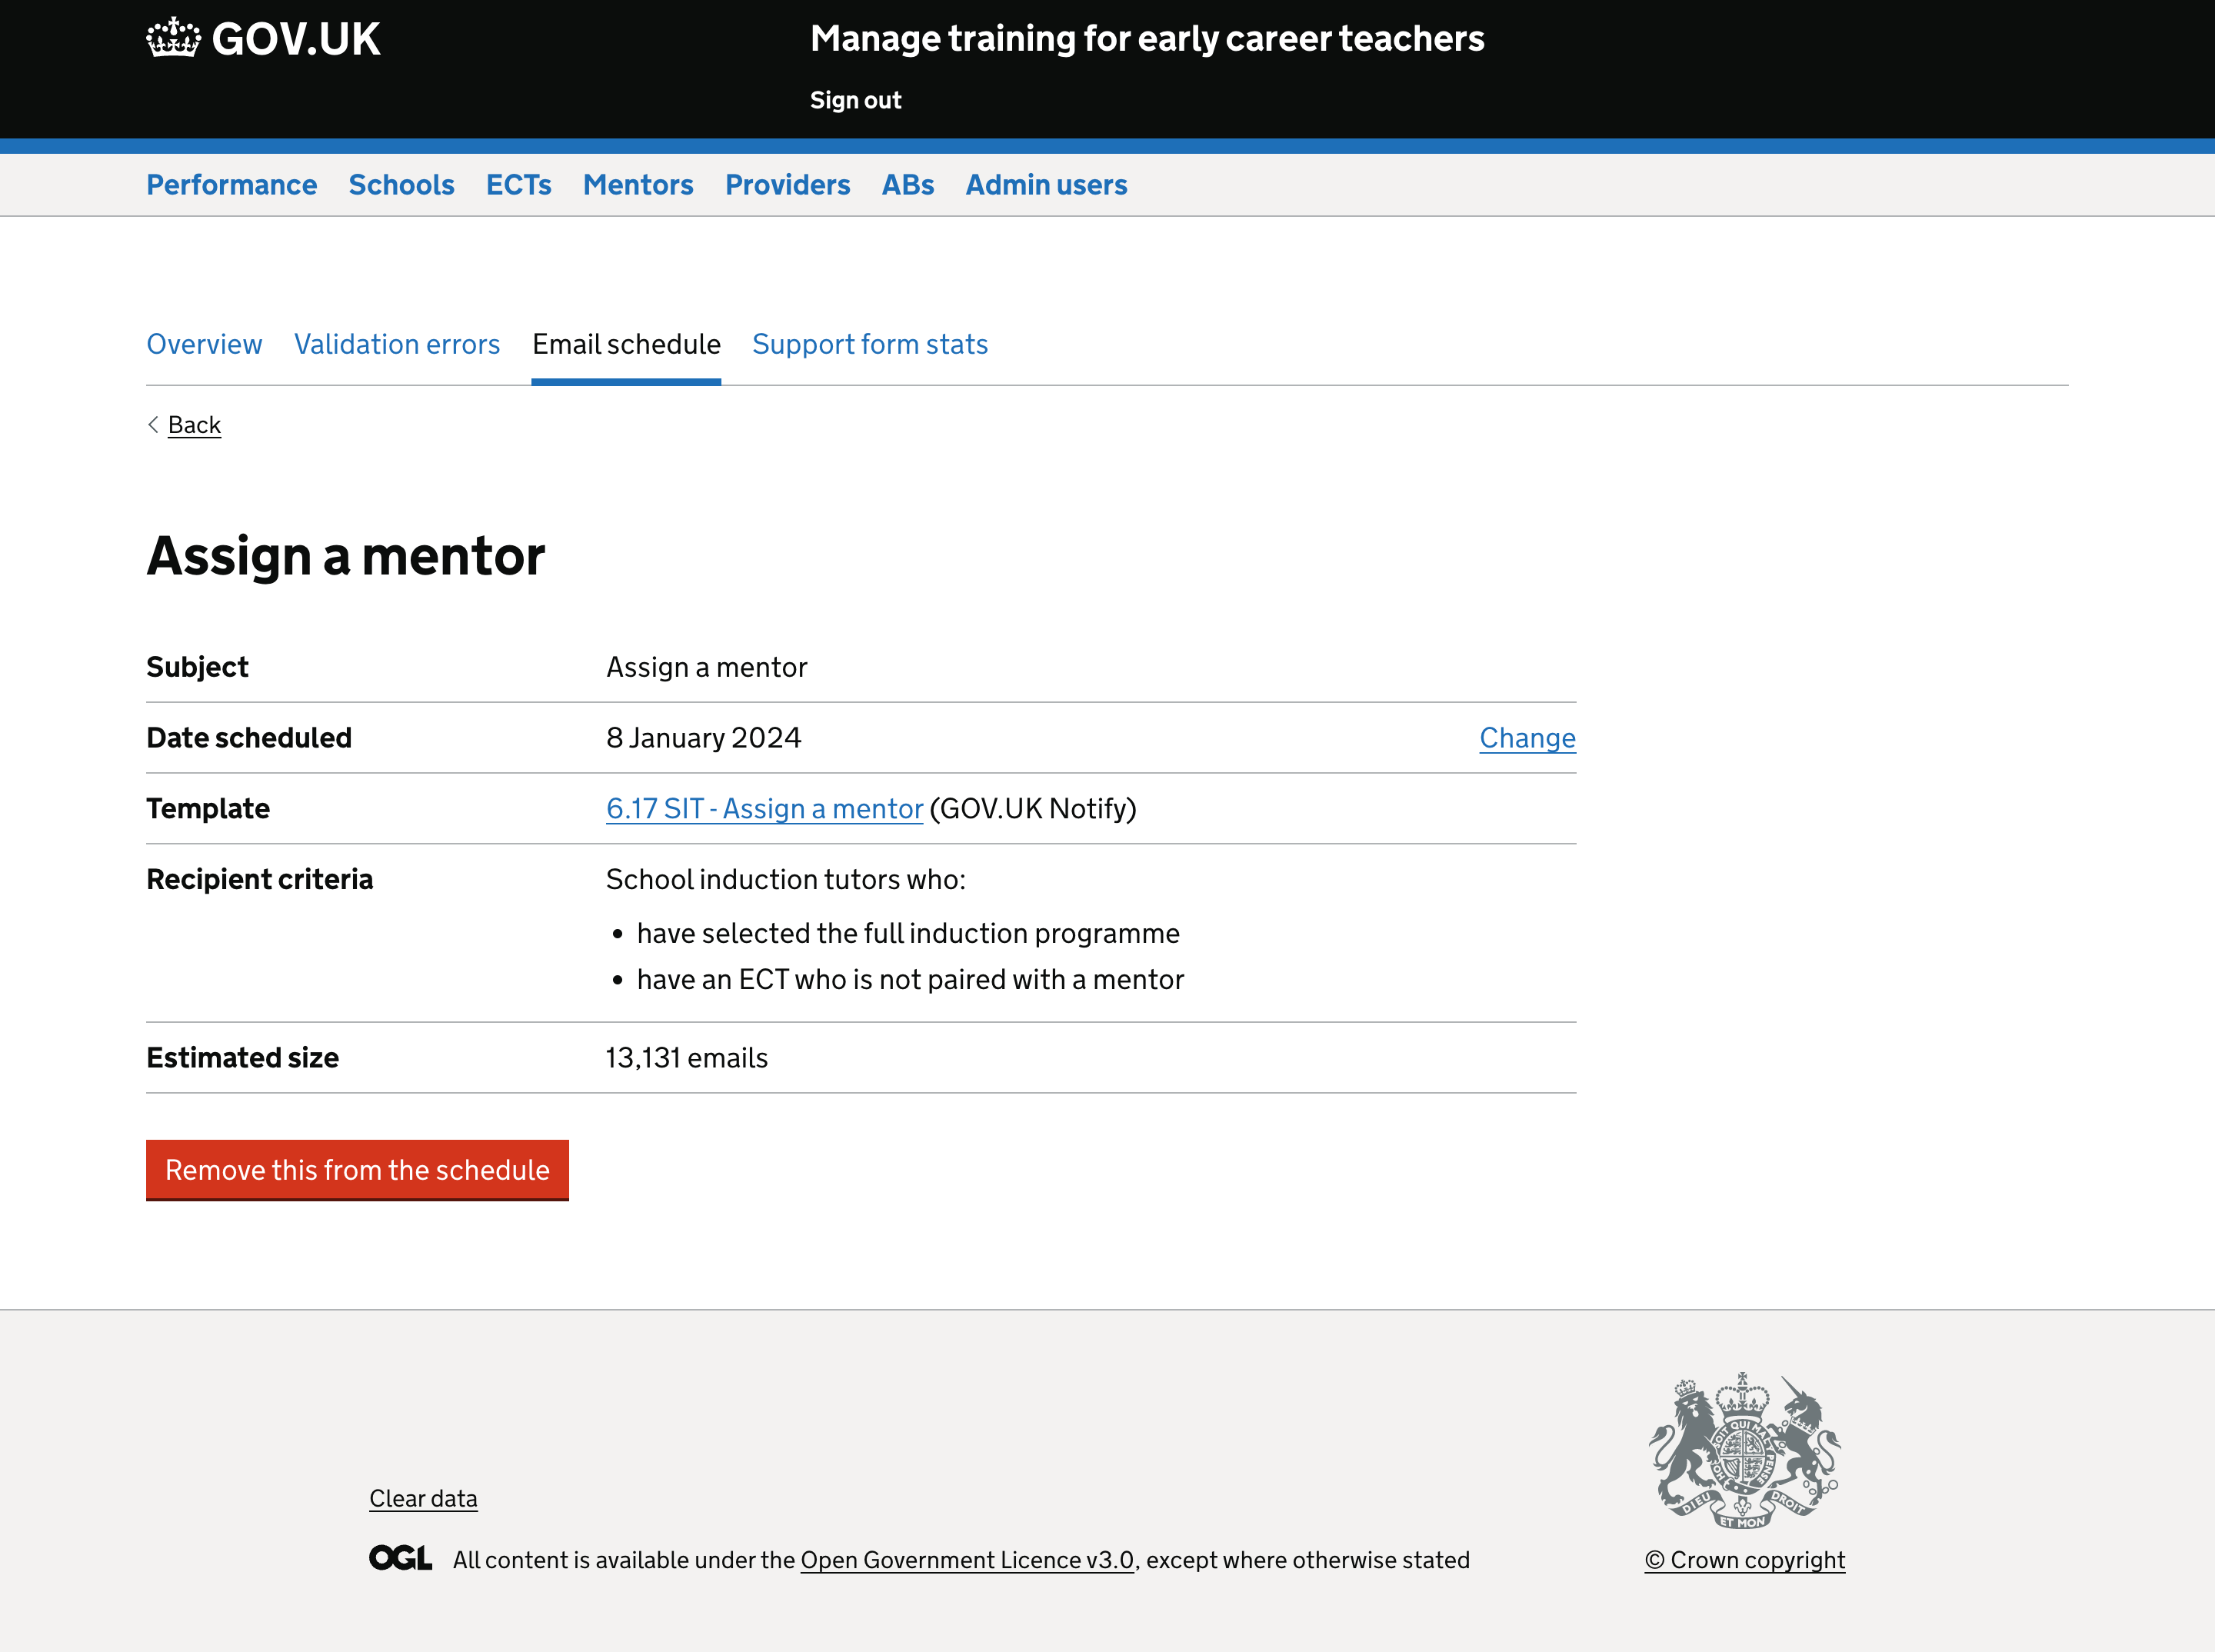 GOV.UK
Manage training for early career teachers
Sign out
Performance Schools ECTs Mentors Providers ABs Admin users
Overview Validation errors Email schedule Support form stats
Back
Assign a mentor
Subject Assign a mentor
Date scheduled 8 January 2024 Change
Template 6.17 SIT - Assign a mentor (GOV.UK Notify)
Recipient criteria School induction tutors who:
• have selected the full induction programme
• have an ECT who is not paired with a mentor
Estimated size 13,131 emails
Remove this from the schedule
Clear data
OGL All content is available under the Open Government Licence v3.0, except where otherwise stated
DIEU ET MON DROIT
© Crown copyright